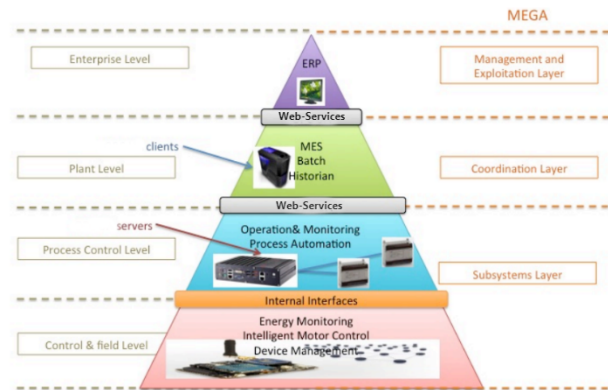 MEGA
Enterprise Level
ERP
Management and
Exploitation Layer
Web-Services
clients
MES
Batch
Historian
Plant Level
Coordination Layer
Web-Services
servers
Operation& Monitoring
Process Automation
Process Control Level
Subsystems Layer
Internal Interfaces
Energy Monitoring
Intelligent Motor Control
Device Management
Control & field Level